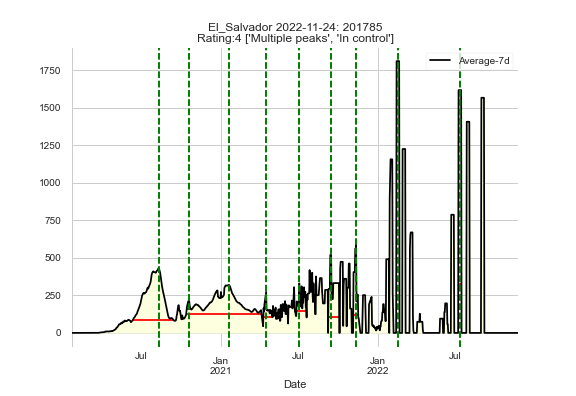 El_Salvador 2022-11-24: 201785
Rating:4 ['Multiple peaks', 'In control']
Average-7d
1750
1500
1250
1000
750
500
250
0
Jul
Jan
2021
Jul
Jan
2022
Jul
Date